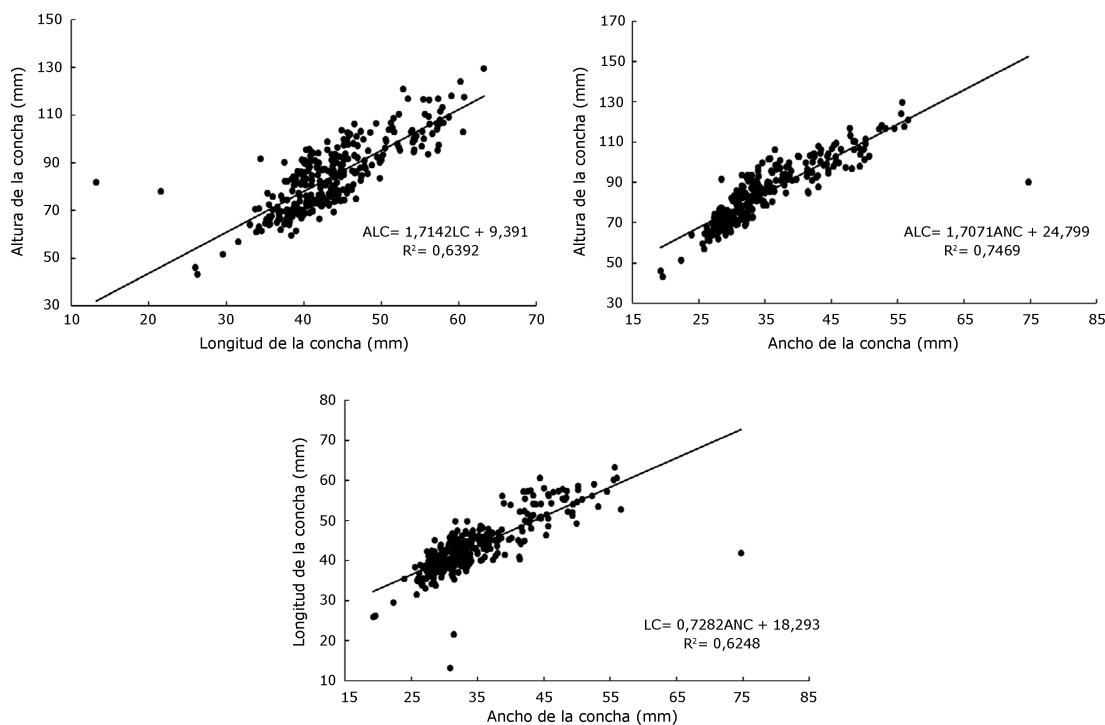 150
130
110
90
70
50
30
Altura de la concha (mm)
ALC= 1,7142LC + 9,391
R²= 0,6392
10 20 30 40 50 60 70
Longitud de la concha (mm)
170
150
130
110
90
70
50
30
Altura de la concha (mm)
ALC= 1,7071ANC + 24,799
R²= 0,7469
15 25 35 45 55 65 75 85
Ancho de la concha (mm)
80
70
60
50
40
30
20
10
Longitud de la concha (mm)
LC= 0,7282ANC + 18,293
R²= 0,6248
15 25 35 45 55 65 75 85
Ancho de la concha (mm)